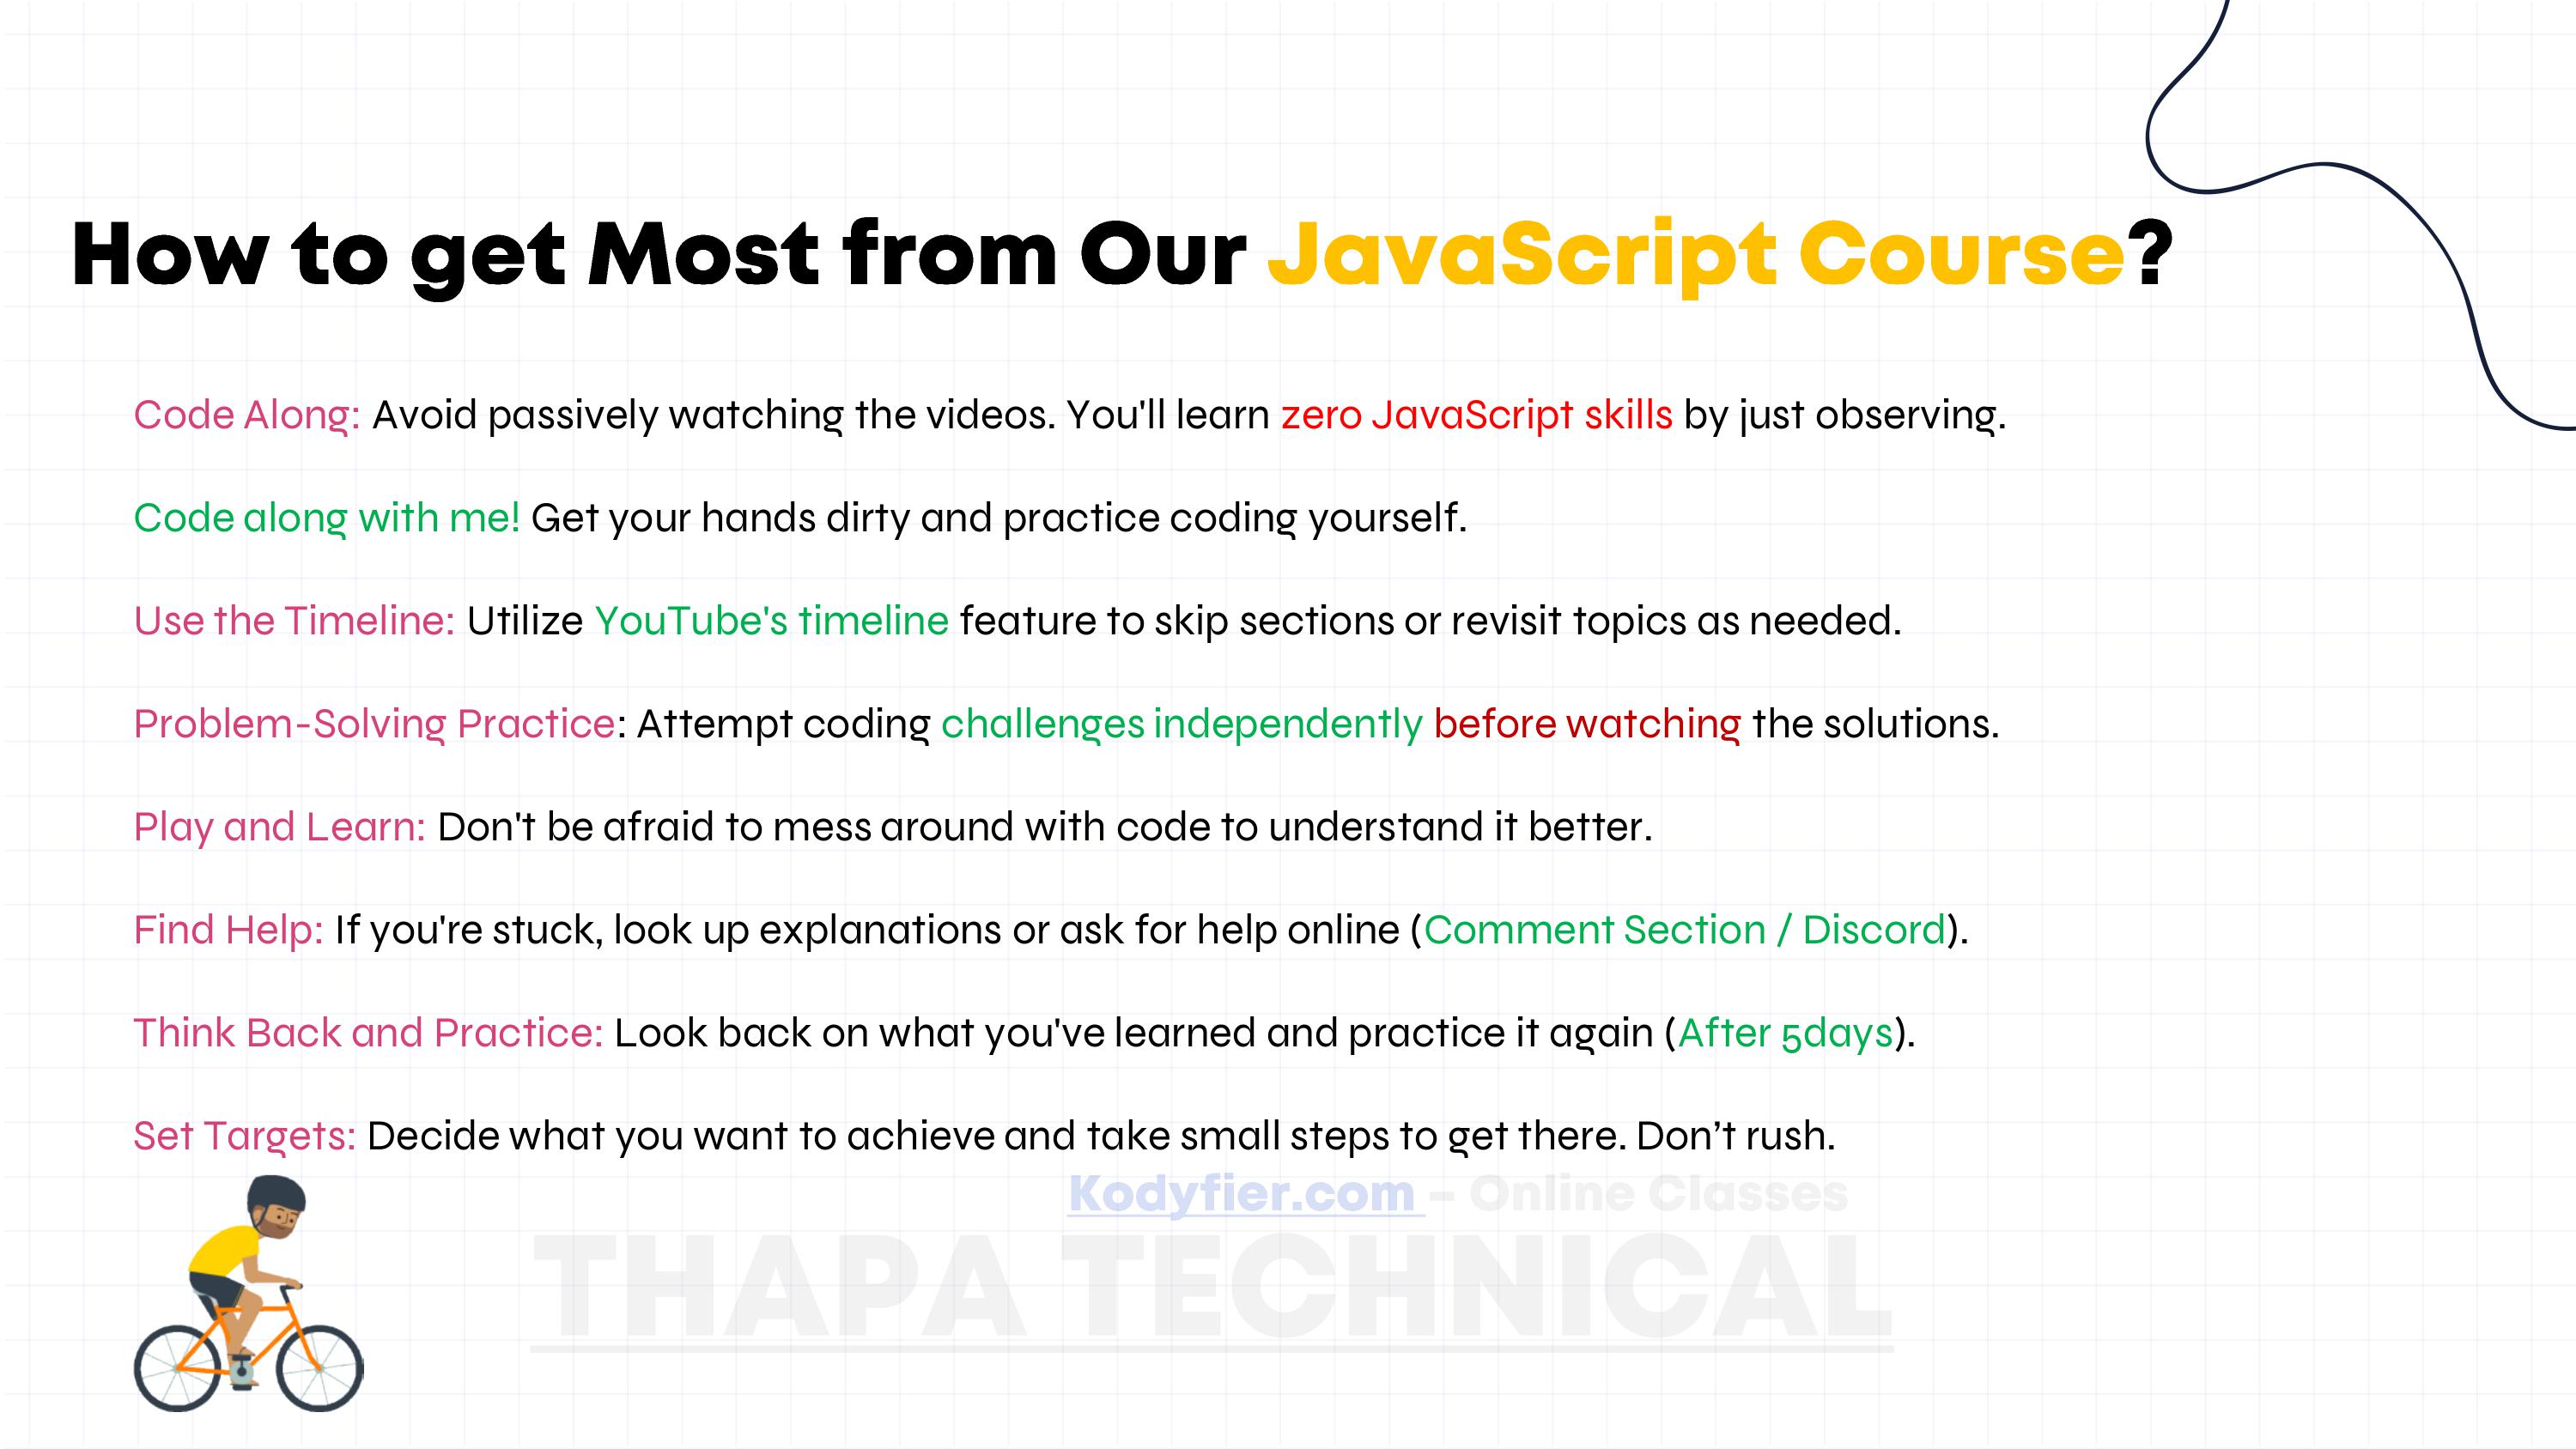 How to get Most from Our JavaScript Course?
Code Along: Avoid passively watching the videos. You'll learn zero JavaScript skills by just observing.
Code along with me! Get your hands dirty and practice coding yourself.
Use the Timeline: Utilize YouTube's timeline feature to skip sections or revisit topics as needed.
Problem-Solving Practice: Attempt coding challenges independently before watching the solutions.
Play and Learn: Don't be afraid to mess around with code to understand it better.
Find Help: If you're stuck, look up explanations or ask for help online (Comment Section / Discord).
Think Back and Practice: Look back on what you've learned and practice it again (After 5days).
Set Targets: Decide what you want to achieve and take small steps to get there. Don’t rush.
Kodyfier.com – Online Classes
THAPA TECHNICAL